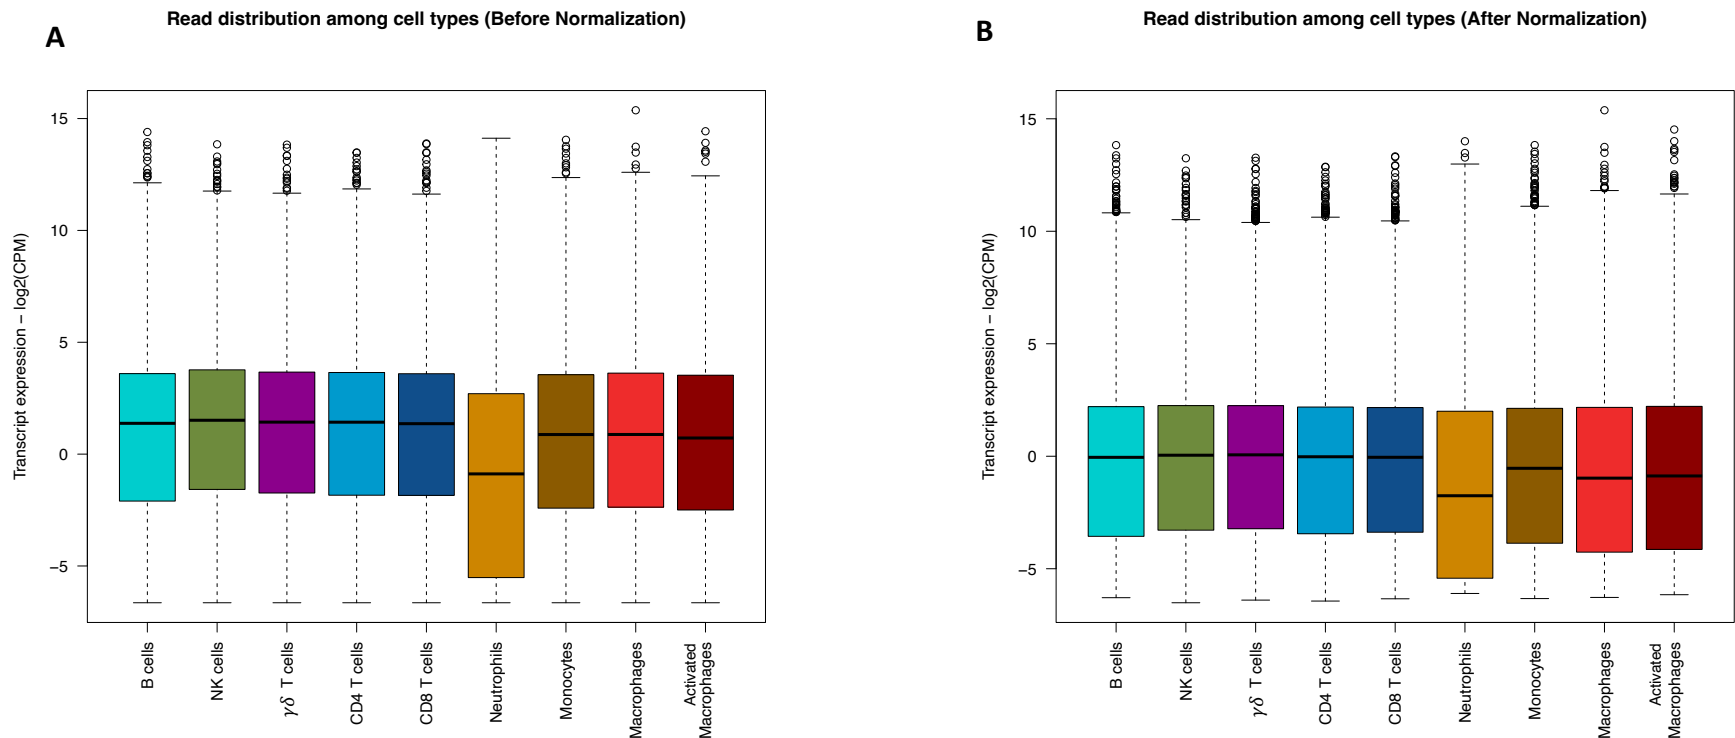 Read distribution among cell types (Before Normalization)
A
Transcript expression − log2(CPM)
15
10
5
0
−5
B cells
NK cells
γδ T cells
CD4 T cells
CD8 T cells
Neutrophils
Monocytes
Macrophages
Activated
Macrophages
Read distribution among cell types (After Normalization)
B
Transcript expression − log2(CPM)
15
10
5
0
−5
B cells
NK cells
γδ T cells
CD4 T cells
CD8 T cells
Neutrophils
Monocytes
Macrophages
Activated
Macrophages